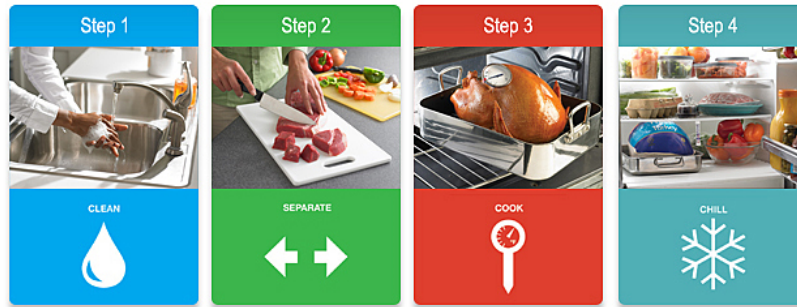 Step 1
CLEAN
Step 2
SEPARATE
Step 3
COOK
Step 4
CHILL